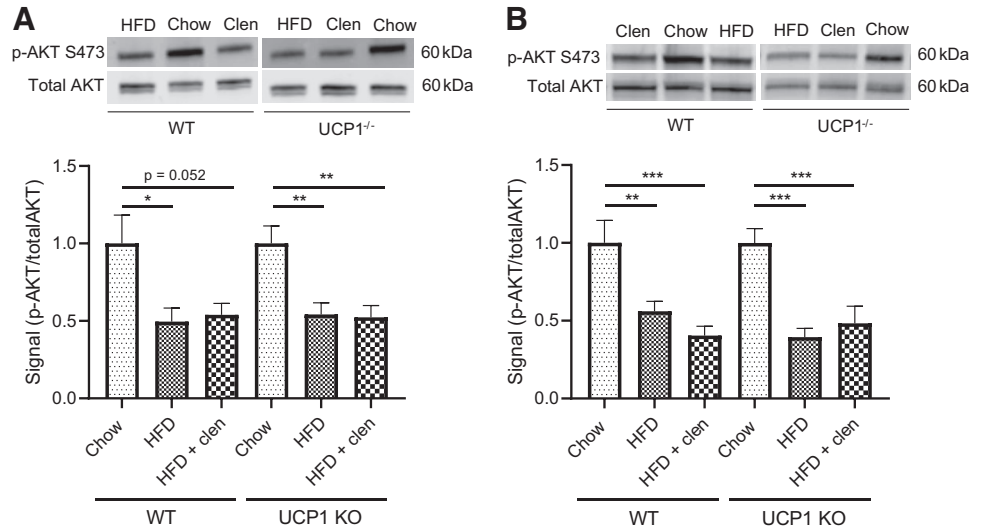 A
HFD Chow Clen HFD Clen Chow
p-AKT S473 60 kDa
Total AKT 60 kDa
WT UCP1-/-
Signal (p-AKT/totalAKT)
1.5
1.0
0.5
0.0
p = 0.052
*
**
**
Chow HFD HFD + clen Chow HFD HFD + clen
WT UCP1 KO
B
Clen Chow HFD HFD Clen Chow
p-AKT S473 60 kDa
Total AKT 60 kDa
WT UCP1-/-
Signal (p-AKT/totalAKT)
1.5
1.0
0.5
0.0
***
**
***
***
Chow HFD HFD + clen Chow HFD HFD + clen
WT UCP1 KO